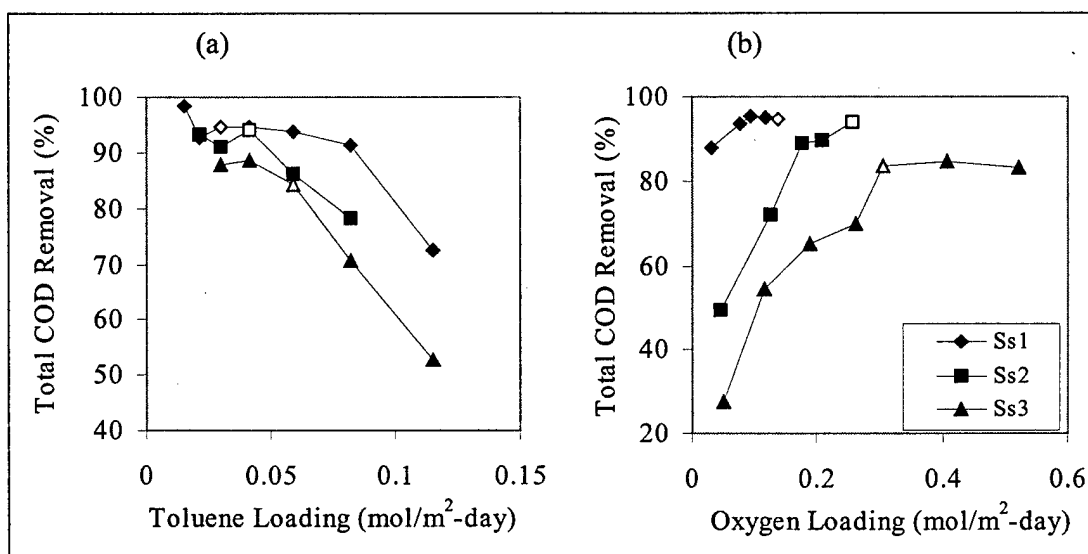 (a)
(b)
Total COD Removal (%)
100
90
80
70
60
50
40
0
0.05
0.1
0.15
Toluene Loading (mol/m²-day)
Total COD Removal (%)
100
80
60
40
20
0
0.2
0.4
0.6
Oxygen Loading (mol/m²-day)
Ss1
Ss2
Ss3